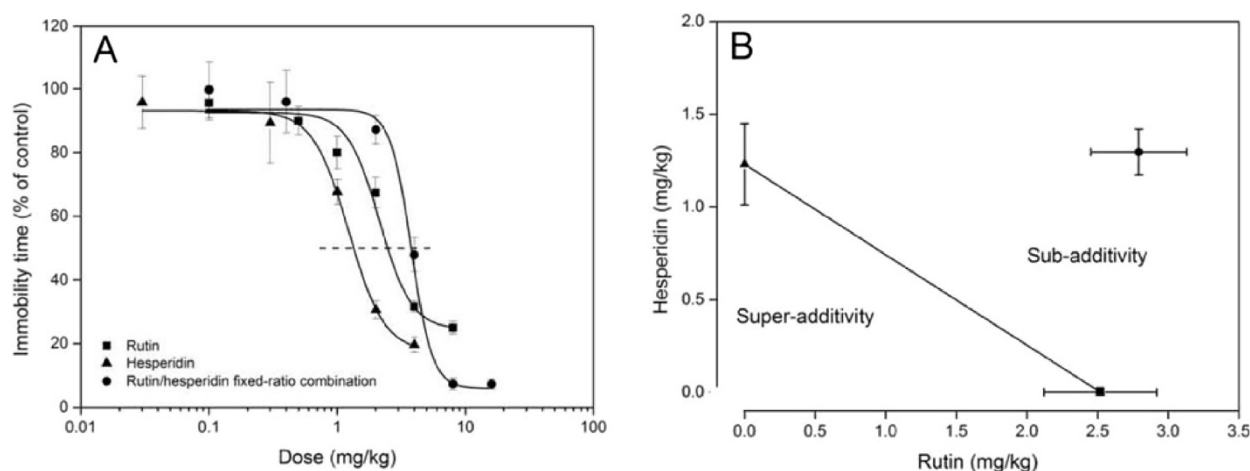 A
Immobility time (% of control)
120
100
80
60
40
20
0
Rutin
Hesperidin
Rutin/hesperidin fixed-ratio combination
0.01
0.1
1
10
100
Dose (mg/kg)
B
Hesperidin (mg/kg)
2.0
1.5
1.0
0.5
0.0
Sub-additivity
Super-additivity
0.0
0.5
1.0
1.5
2.0
2.5
3.0
3.5
Rutin (mg/kg)